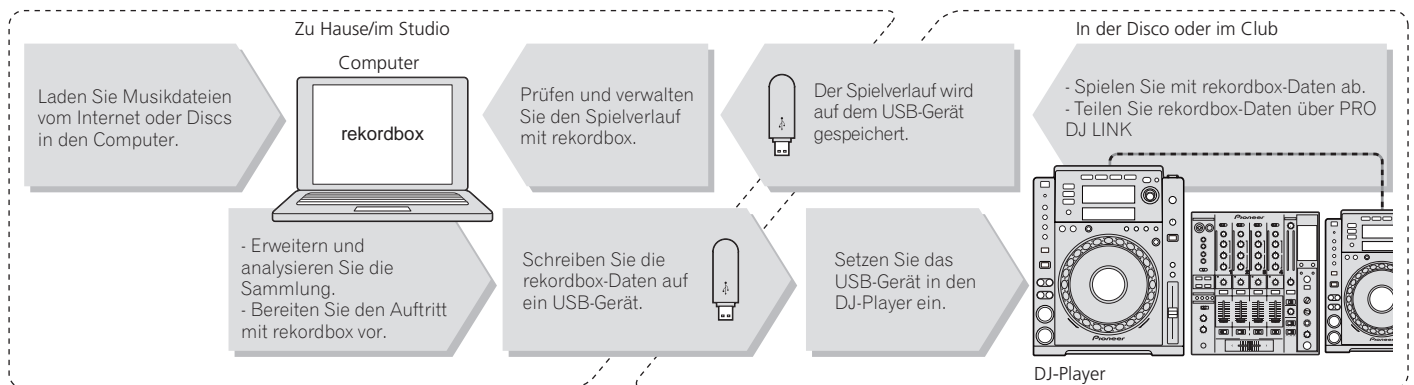 Zu Hause/im Studio
In der Disco oder im Club
Laden Sie Musikdateien
vom Internet oder Discs
in den Computer.
Computer
rekordbox
Prüfen und verwalten
Sie den Spielverlauf
mit rekordbox.
Der Spielverlauf wird
auf dem USB-Gerät
gespeichert.
- Spielen Sie mit rekordbox-Daten ab.
- Teilen Sie rekordbox-Daten über PRO
DJ LINK
- Erweitern und
analysieren Sie die
Sammlung.
- Bereiten Sie den Auftritt
mit rekordbox vor.
Schreiben Sie die
rekordbox-Daten auf
ein USB-Gerät.
Setzen Sie das
USB-Gerät in den
DJ-Player ein.
Pioneer
Pioneer
Pioneer
DJ-Player